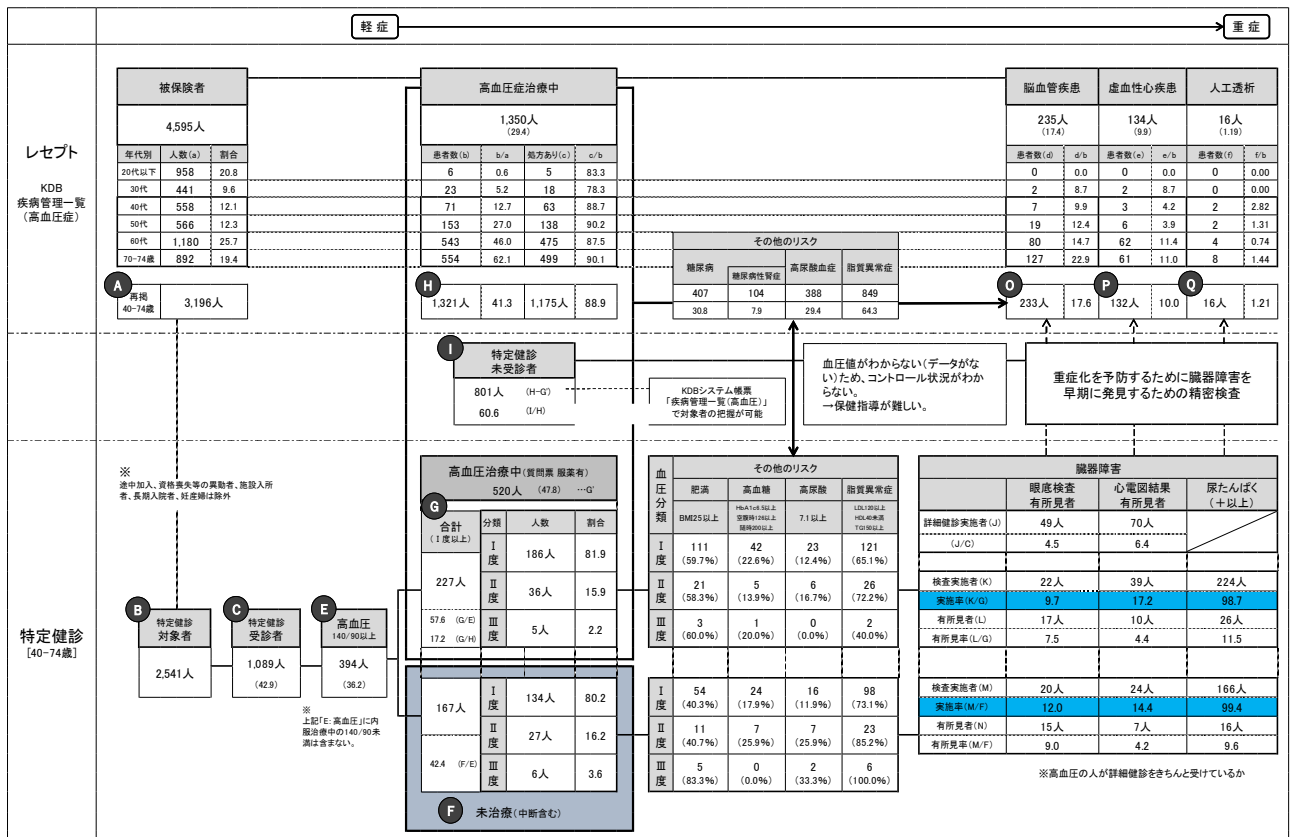 軽症
重症
レセプト
KDB
疾病管理一覧
(高血圧症)
被保険者
4,595人
年代別 人数(a) 割合
20代以下 958 20.8
30代 441 9.6
40代 558 12.1
50代 566 12.3
60代 1,180 25.7
70-74歳 892 19.4
A
再掲
40-74歳
3,196人
高血圧症治療中
1,350人
(29.4)
患者数(b) b/a 処方あり(c) c/b
6 0.6 5 83.3
23 5.2 18 78.3
71 12.7 63 88.7
153 27.0 138 90.2
543 46.0 475 87.5
554 62.1 499 90.1
H
1,321人 41.3 1,175人 88.9
その他のリスク
糖尿病 糖尿病性腎症 高尿酸血症 脂質異常症
407 104 388 849
30.8 7.9 29.4 64.3
脳血管疾患 虚血性心疾患 人工透析
235人 134人 16人
(17.4) (9.9) (1.19)
患者数(d) d/b 患者数(e) e/b 患者数(f) f/b
0 0.0 0 0.0 0 0.00
2 8.7 2 8.7 0 0.00
7 9.9 3 4.2 2 2.82
19 12.4 6 3.9 2 1.31
80 14.7 62 11.4 4 0.74
127 22.9 61 11.0 8 1.44
O P Q
233人 17.6 132人 10.0 16人 1.21
I
特定健診
未受診者
801人 (H-G')
60.6 (I/H)
KDBシステム帳票
「疾病管理一覧(高血圧)」
で対象者の把握が可能
血圧値がわからない(データがな
い)ため、コントロール状況がわか
らない。
→保健指導が難しい。
重症化を予防するために臓器障害を
早期に発見するための精密検査
特定健診
[40-74歳]
※
途中加入、資格喪失等の異動者、施設入所
者、長期入院者、妊産婦は除外
B
特定健診
対象者
2,541人
C
特定健診
受診者
1,089人
(42.9)
E
高血圧
140/90以上
394人
(36.2)
※
上記「E:高血圧」に内
服治療中の140/90未
満は含まない。
高血圧治療中(質問票 服薬有)
520人 (47.8) …G'
G
合計
(Ⅰ度以上)
分類 人数 割合
227人
57.6 (G/E)
17.2 (G/H)
Ⅰ度 186人 81.9
Ⅱ度 36人 15.9
Ⅲ度 5人 2.2
167人
42.4 (F/E)
Ⅰ度 134人 80.2
Ⅱ度 27人 16.2
Ⅲ度 6人 3.6
F
未治療(中断含む)
血圧分類
その他のリスク
肥満 高血糖 高尿酸 脂質異常症
BMI25以上
HbA1c6.5以上
空腹時126以上
随時200以上
7.1以上
LDL120以上
HDL40未満
TG150以上
Ⅰ度 111 42 23 121
(59.7%) (22.6%) (12.4%) (65.1%)
Ⅱ度 21 5 6 26
(58.3%) (13.9%) (16.7%) (72.2%)
Ⅲ度 3 1 0 2
(60.0%) (20.0%) (0.0%) (40.0%)
Ⅰ度 54 24 16 98
(40.3%) (17.9%) (11.9%) (73.1%)
Ⅱ度 11 7 7 23
(40.7%) (25.9%) (25.9%) (85.2%)
Ⅲ度 5 0 2 6
(83.3%) (0.0%) (33.3%) (100.0%)
臓器障害
眼底検査
有所見者
心電図結果
有所見者
尿たんぱく
(+以上)
詳細健診実施者(J) 49人 70人
(J/C) 4.5 6.4
検査実施者(K) 22人 39人 224人
実施率(K/G) 9.7 17.2 98.7
有所見者(L) 17人 10人 26人
有所見率(L/G) 7.5 4.4 11.5
検査実施者(M) 20人 24人 166人
実施率(M/F) 12.0 14.4 99.4
有所見者(N) 15人 7人 16人
有所見率(M/F) 9.0 4.2 9.6
※高血圧の人が詳細健診をきちんと受けているか